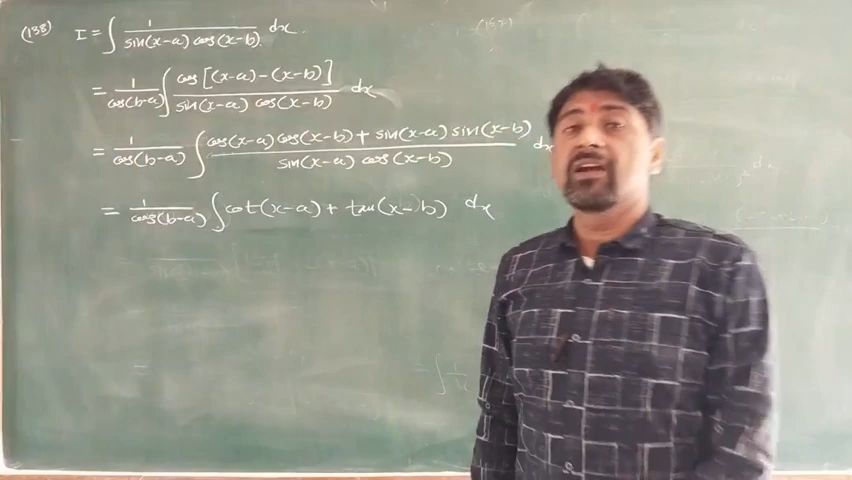 (138) I = ∫ 1/(sin(x-a) cos(x-b)) dx.
= 1/cos(b-a) ∫ cos[(x-a)-(x-b)]/(sin(x-a) cos(x-b)) dx
= 1/cos(b-a) ∫ (cos(x-a) cos(x-b) + sin(x-a) sin(x-b))/(sin(x-a) cos(x-b)) dx
= 1/cos(b-a) ∫ cot(x-a) + tan(x-b) dx